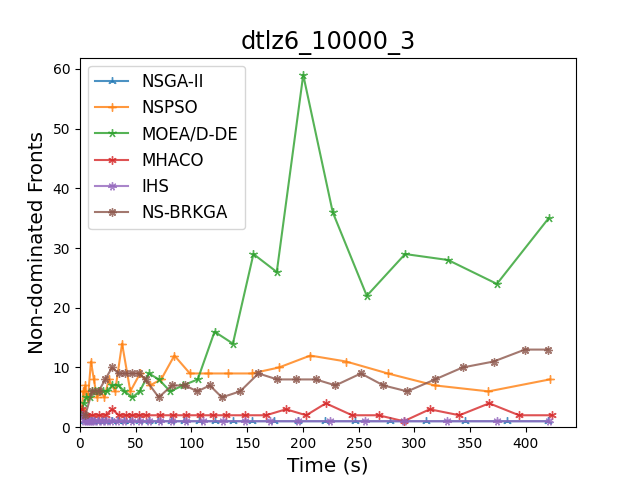 dtlz6_10000_3
Non-dominated Fronts
60
50
40
30
20
10
0
NSGA-II
NSPSO
MOEA/D-DE
MHACO
IHS
NS-BRKGA
0 50 100 150 200 250 300 350 400
Time (s)